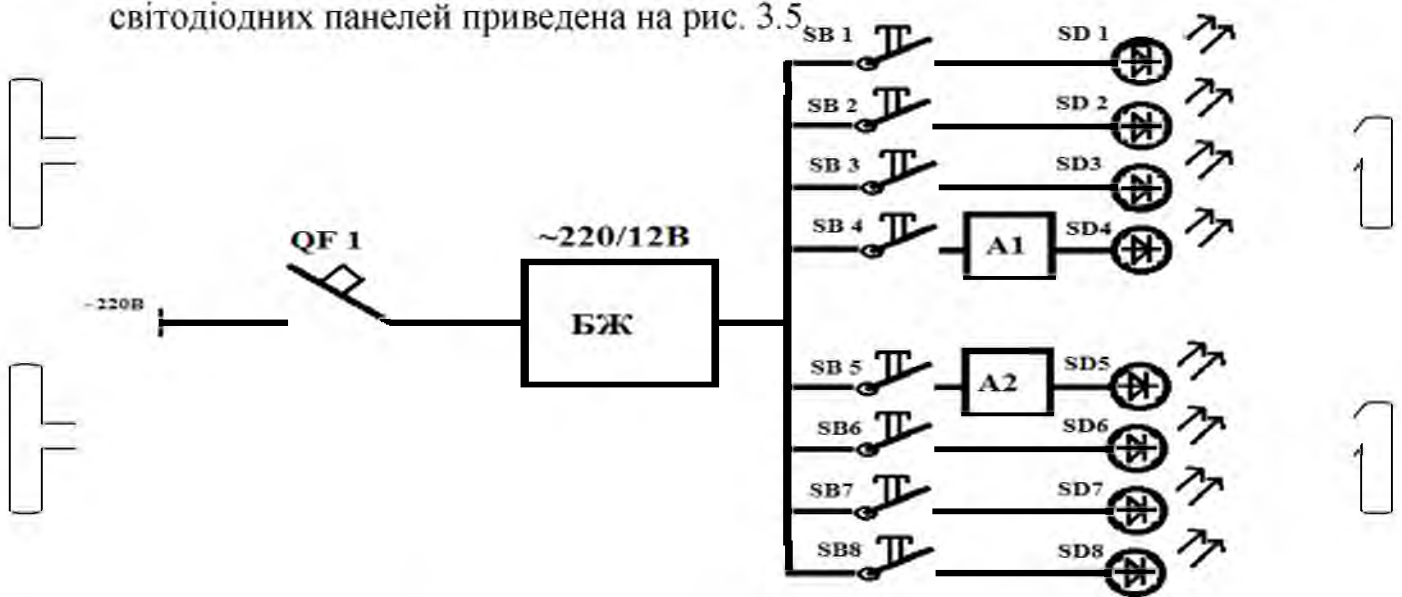 світодіодних панелей приведена на рис. 3.5
SB 1 SD 1
SB 2 SD 2
SB 3 SD3
SB 4 A1 SD4
QF 1 ~220/12В
~220В БЖ
SB 5 A2 SD5
SB6 SD6
SB7 SD7
SB8 SD8